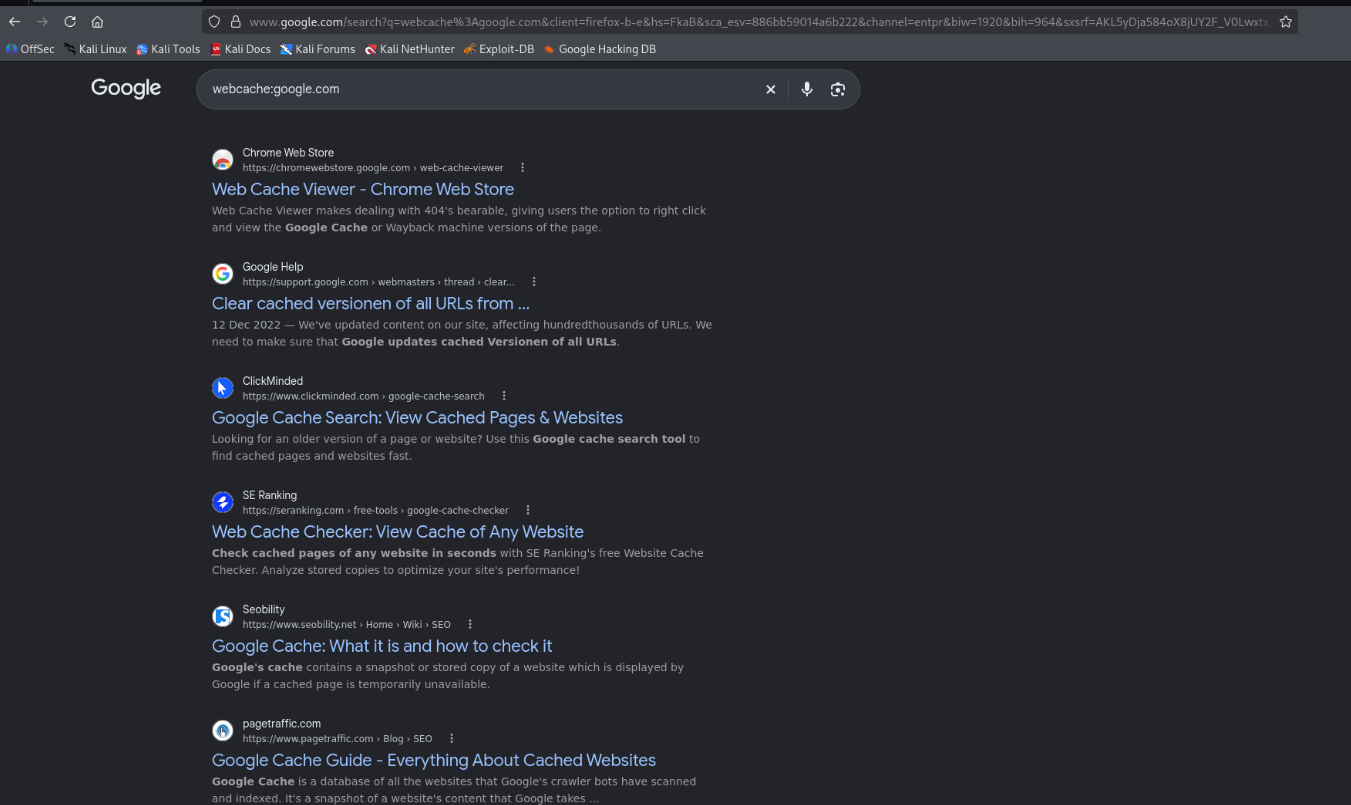 www.google.com/search?q=webcache%3Agoogle.com&client=firefox-b-e&hs=FkaB&sca_esv=886bb59014a6b222&channel=entpr&biw=1920&bih=964&sxsrf=AKL5yDja584oX8jUY2F_V0Lwxtx
OffSec Kali Linux Kali Tools Kali Docs Kali Forums Kali NetHunter Exploit-DB Google Hacking DB
Google webcache:google.com
Chrome Web Store
https://chromewebstore.google.com › web-cache-viewer
Web Cache Viewer - Chrome Web Store
Web Cache Viewer makes dealing with 404's bearable, giving users the option to right click
and view the Google Cache or Wayback machine versions of the page.
Google Help
https://support.google.com › webmasters › thread › clear...
Clear cached versionen of all URLs from ...
12 Dec 2022 — We've updated content on our site, affecting hundredthousands of URLs. We
need to make sure that Google updates cached Versionen of all URLs.
ClickMinded
https://www.clickminded.com › google-cache-search
Google Cache Search: View Cached Pages & Websites
Looking for an older version of a page or website? Use this Google cache search tool to
find cached pages and websites fast.
SE Ranking
https://seranking.com › free-tools › google-cache-checker
Web Cache Checker: View Cache of Any Website
Check cached pages of any website in seconds with SE Ranking's free Website Cache
Checker. Analyze stored copies to optimize your site's performance!
Seobility
https://www.seobility.net › Home › Wiki › SEO
Google Cache: What it is and how to check it
Google's cache contains a snapshot or stored copy of a website which is displayed by
Google if a cached page is temporarily unavailable.
pagetraffic.com
https://www.pagetraffic.com › Blog › SEO
Google Cache Guide - Everything About Cached Websites
Google Cache is a database of all the websites that Google's crawler bots have scanned
and indexed. It's a snapshot of a website's content that Google takes ...